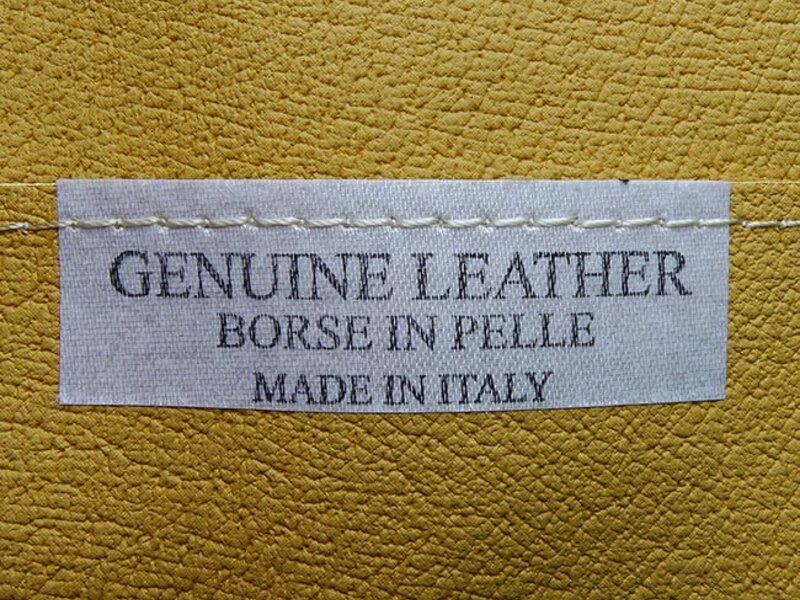 GENUINE LEATHER
BORSE IN PELLE
MADE IN ITALY